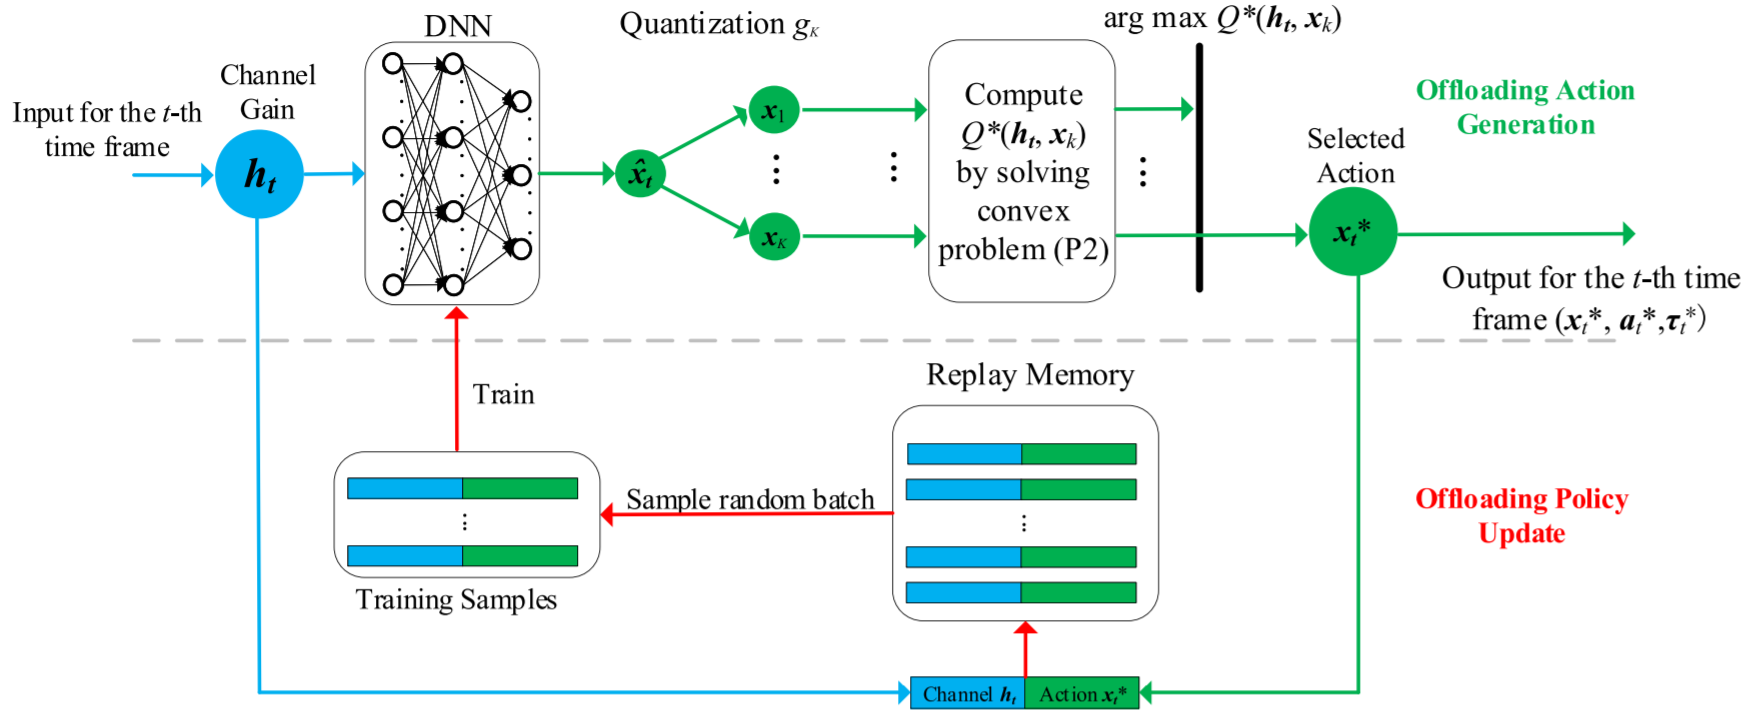 DNN
Quantization g_K
arg max Q*(h_t, x_k)
Channel
Gain
Input for the t-th
time frame
h_t
x̂_t
x_1
x_K
Compute
Q*(h_t, x_k)
by solving
convex
problem (P2)
Offloading Action
Generation
Selected
Action
x_t*
Output for the t-th time
frame (x_t*, a_t*,τ_t*)
Train
Replay Memory
Sample random batch
Training Samples
Offloading Policy
Update
Channel h_t
Action x_t*